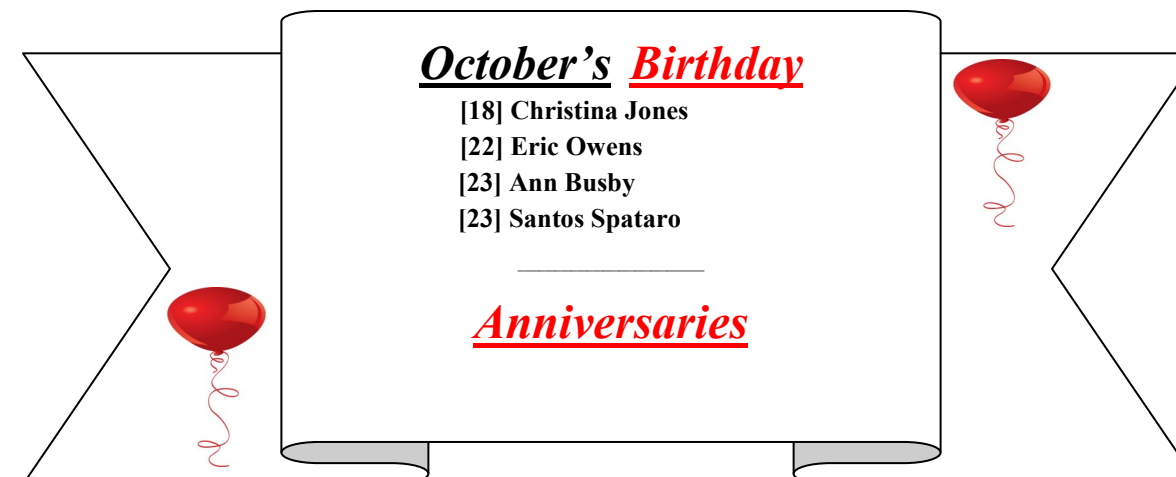 October’s Birthday
[18] Christina Jones
[22] Eric Owens
[23] Ann Busby
[23] Santos Spataro
Anniversaries